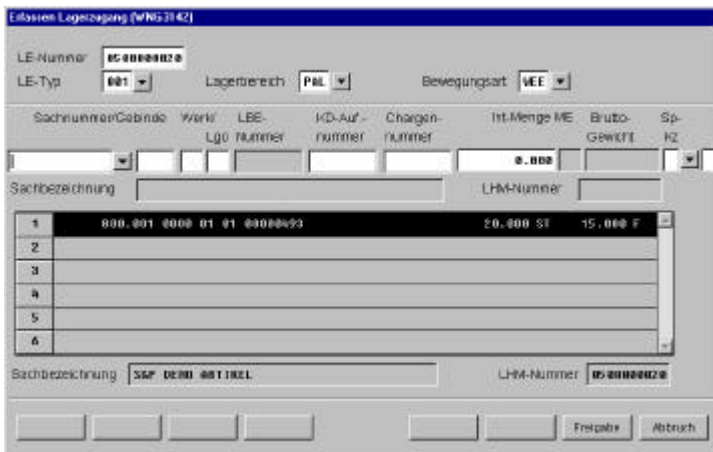 Erfassen Lagerzugang (WNG3142)
LE-Nummer 0500000020
LE-Typ 001 Lagerbereich PAL Bewegungsart WEE
Sachnummer/Gebinde Werk/ LBE- KD-Auf.- Chargen- Ist-Menge ME Brutto- Sp-
Lgo Nummer nummer nummer Gewicht Kz
0.000
Sachbezeichnung LHM-Nummer
1 800.001 0000 01 01 00000493 20.000 ST 15.000 F
2
3
4
5
6
Sachbezeichnung S&P DEMO ARTIKEL LHM-Nummer 0500000020
Freigabe Abbruch